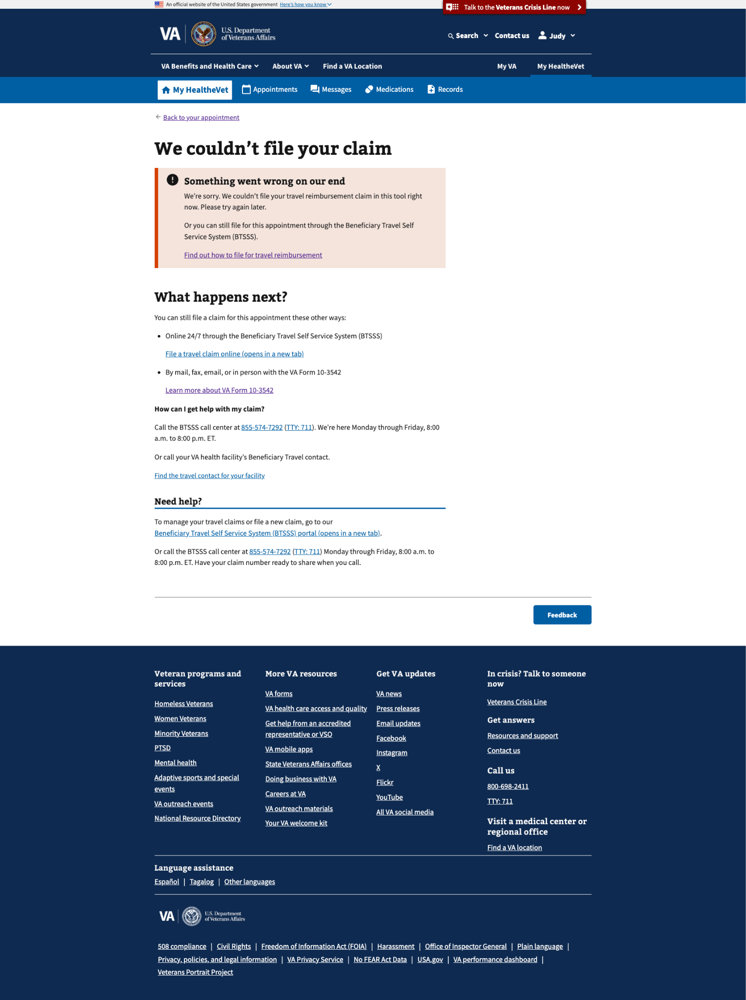 An official website of the United States government Here's how you know
Talk to the Veterans Crisis Line now
VA U.S. Department of Veterans Affairs
Search
Contact us
Judy
VA Benefits and Health Care
About VA
Find a VA Location
My VA
My HealtheVet
My HealtheVet
Appointments
Messages
Medications
Records
Back to your appointment
We couldn’t file your claim
Something went wrong on our end
We’re sorry. We couldn’t file your travel reimbursement claim in this tool right
now. Please try again later.
Or you can still file for this appointment through the Beneficiary Travel Self
Service System (BTSSS).
Find out how to file for travel reimbursement
What happens next?
You can still file a claim for this appointment these other ways:
• Online 24/7 through the Beneficiary Travel Self Service System (BTSSS)
File a travel claim online (opens in a new tab)
• By mail, fax, email, or in person with the VA Form 10-3542
Learn more about VA Form 10-3542
How can I get help with my claim?
Call the BTSSS call center at 855-574-7292 (TTY: 711). We’re here Monday through Friday, 8:00
a.m. to 8:00 p.m. ET.
Or call your VA health facility’s Beneficiary Travel contact.
Find the travel contact for your facility
Need help?
To manage your travel claims or file a new claim, go to our
Beneficiary Travel Self Service System (BTSSS) portal (opens in a new tab).
Or call the BTSSS call center at 855-574-7292 (TTY: 711) Monday through Friday, 8:00 a.m. to
8:00 p.m. ET. Have your claim number ready to share when you call.
Feedback
Veteran programs and
services
Homeless Veterans
Women Veterans
Minority Veterans
PTSD
Mental health
Adaptive sports and special
events
VA outreach events
National Resource Directory
More VA resources
VA forms
VA health care access and quality
Get help from an accredited
representative or VSO
VA mobile apps
State Veterans Affairs offices
Doing business with VA
Careers at VA
VA outreach materials
Your VA welcome kit
Get VA updates
VA news
Press releases
Email updates
Facebook
Instagram
X
Flickr
YouTube
All VA social media
In crisis? Talk to someone
now
Veterans Crisis Line
Get answers
Resources and support
Contact us
Call us
800-698-2411
TTY: 711
Visit a medical center or
regional office
Find a VA location
Language assistance
Español | Tagalog | Other languages
VA U.S. Department of Veterans Affairs
508 compliance | Civil Rights | Freedom of Information Act (FOIA) | Harassment | Office of Inspector General | Plain language |
Privacy, policies, and legal information | VA Privacy Service | No FEAR Act Data | USA.gov | VA performance dashboard |
Veterans Portrait Project